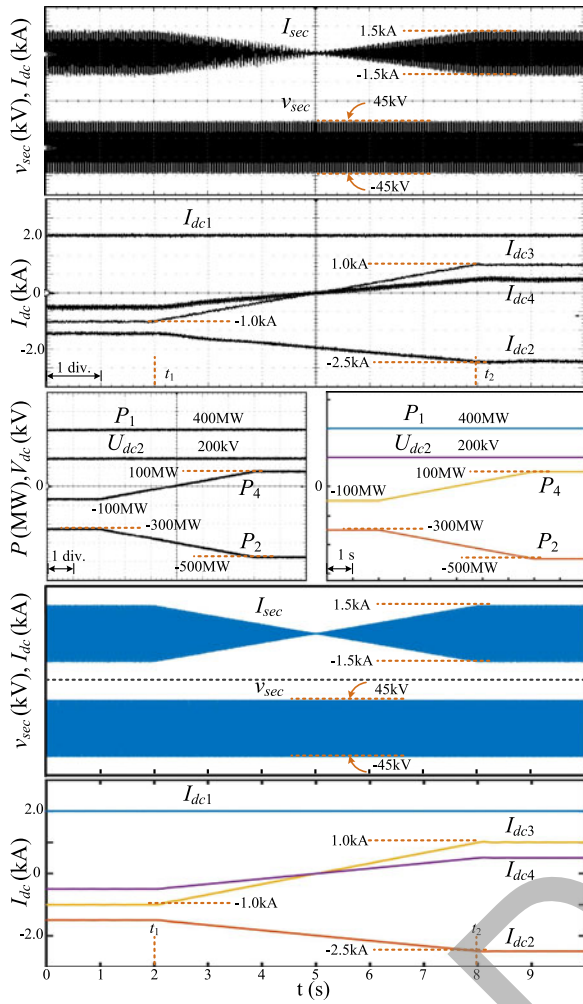 v_sec (kV), I_dc (kA)
I_sec
1.5kA
-1.5kA
v_sec
45kV
-45kV
I_dc (kA)
I_dc1
2.0
1.0kA
I_dc3
0
I_dc4
-1.0kA
-2.0
-2.5kA
I_dc2
1 div.
t_1
t_2
P (MW), V_dc (kV)
P_1
400MW
U_dc2
200kV
100MW
0
P_4
-100MW
-300MW
P_2
1 div.
-500MW
P_1
400MW
U_dc2
200kV
100MW
0
P_4
-100MW
-300MW
P_2
1 s
-500MW
v_sec (kV), I_dc (kA)
I_sec
1.5kA
-1.5kA
v_sec
45kV
-45kV
I_dc (kA)
I_dc1
2.0
1.0kA
I_dc3
0
I_dc4
-1.0kA
t_1
t_2
-2.0
-2.5kA
I_dc2
0 1 2 3 4 5 6 7 8 9
t (s)